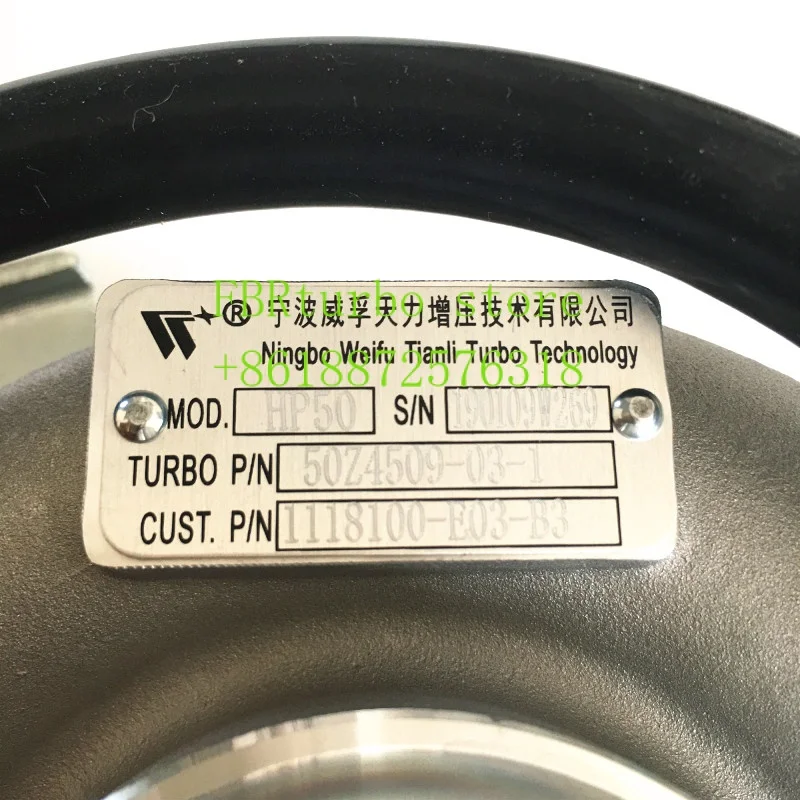 FBRturbo store
® 宁波威孚天力增压技术有限公司
+8618872576318
Ningbo Weifu Tianli Turbo Technology
MOD. HP50 S/N 190109W269
TURBO P/N 50Z4509-03-1
CUST. P/N 1118100-E03-B3